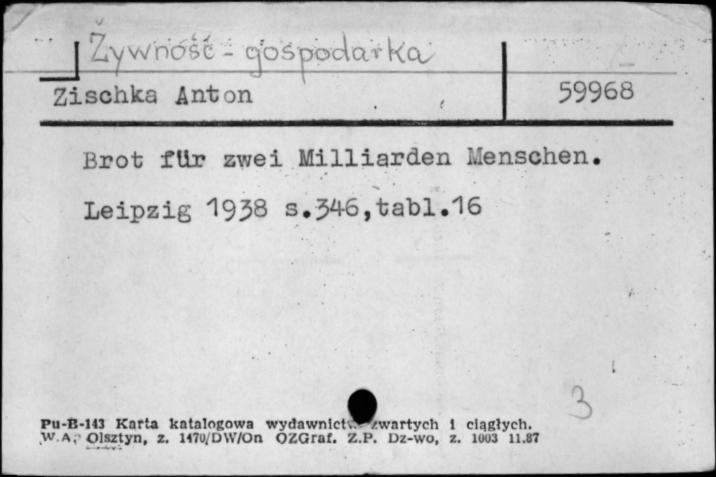 Żywność - gospodarka
Zischka Anton 59968
Brot für zwei Milliarden Menschen.
Leipzig 1938 s.346,tabl.16
3
Pu-B-143 Karta katalogowa wydawnictw zwartych i ciągłych.
W.A. Olsztyn, z. 1470/DW/On OZGraf. Z.P. Dz-wo, z. 1003 11.87